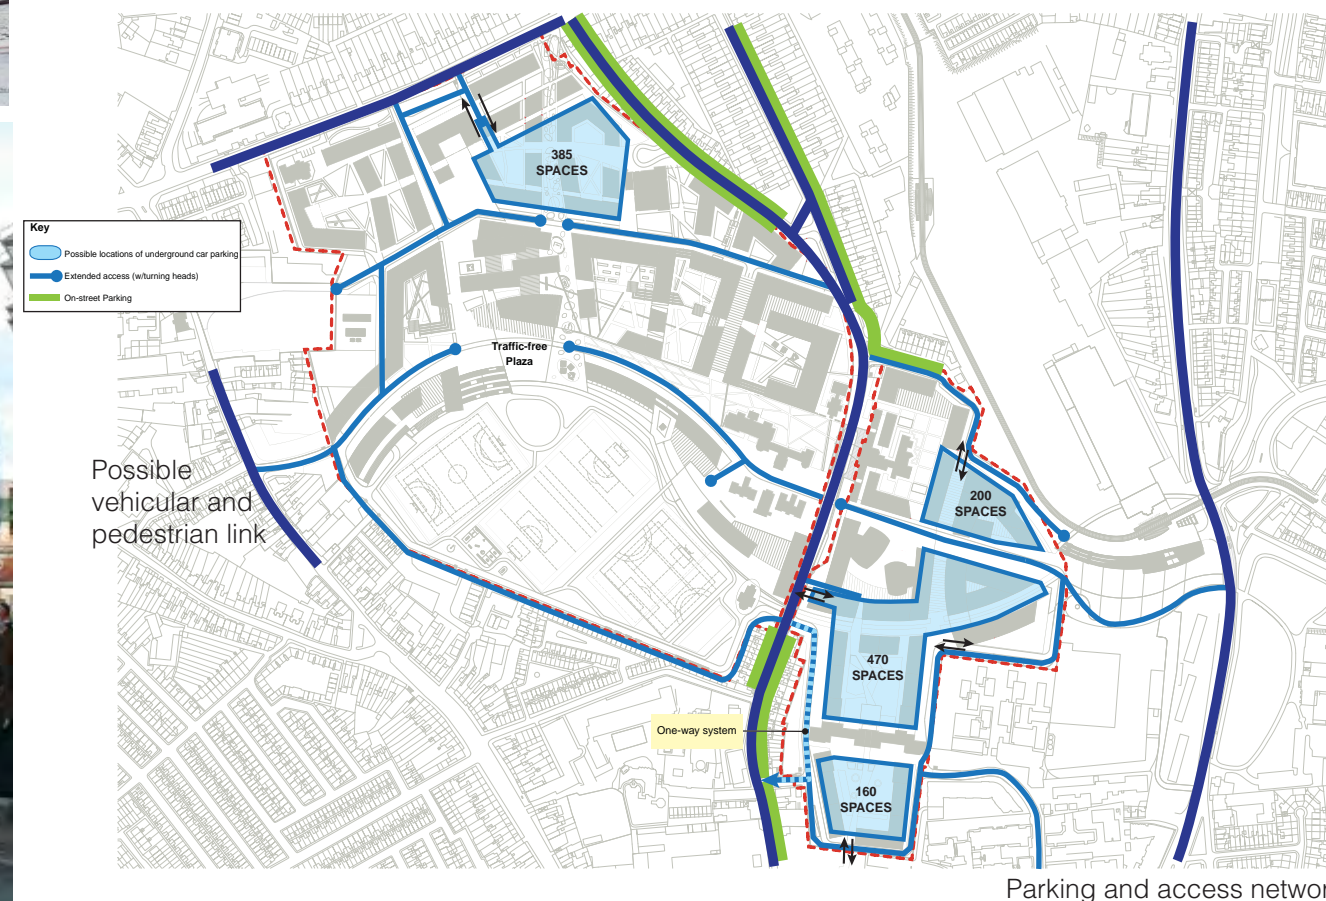 385
SPACES
Key
Possible locations of underground car parking
Extended access (w/turning heads)
On-street Parking
Traffic-free
Plaza
Possible
vehicular and
pedestrian link
200
SPACES
470
SPACES
One-way system
160
SPACES
Parking and access networ